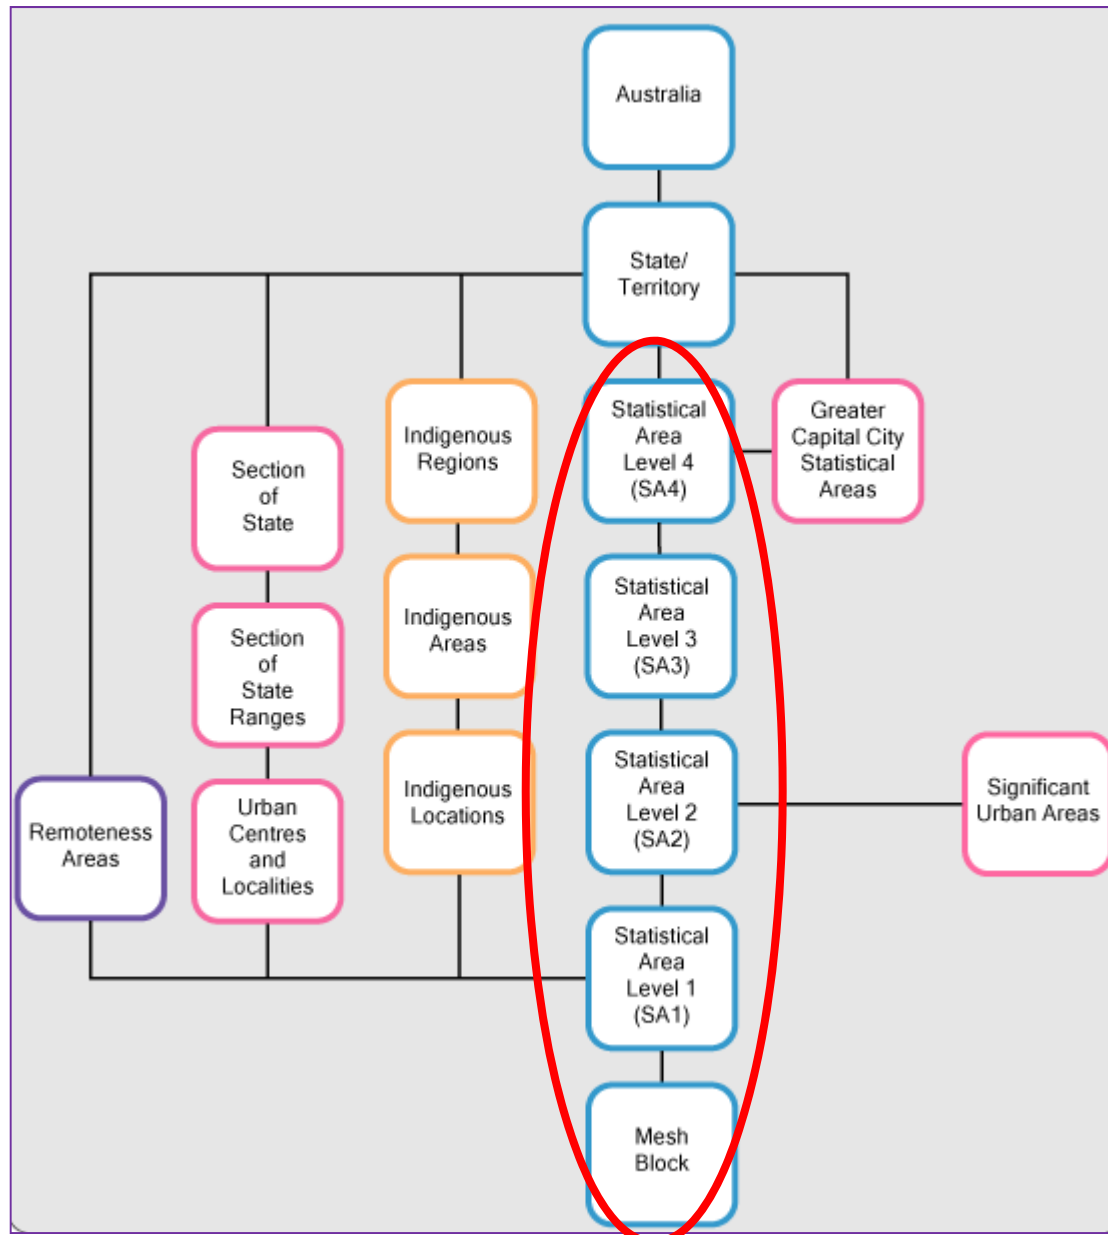 Australia
State/
Territory
Statistical
Area
Level 4
(SA4)
Greater
Capital City
Statistical
Areas
Indigenous
Regions
Section
of
State
Statistical
Area
Level 3
(SA3)
Indigenous
Areas
Section
of
State
Ranges
Statistical
Area
Level 2
(SA2)
Significant
Urban Areas
Indigenous
Locations
Urban
Centres
and
Localities
Remoteness
Areas
Statistical
Area
Level 1
(SA1)
Mesh
Block